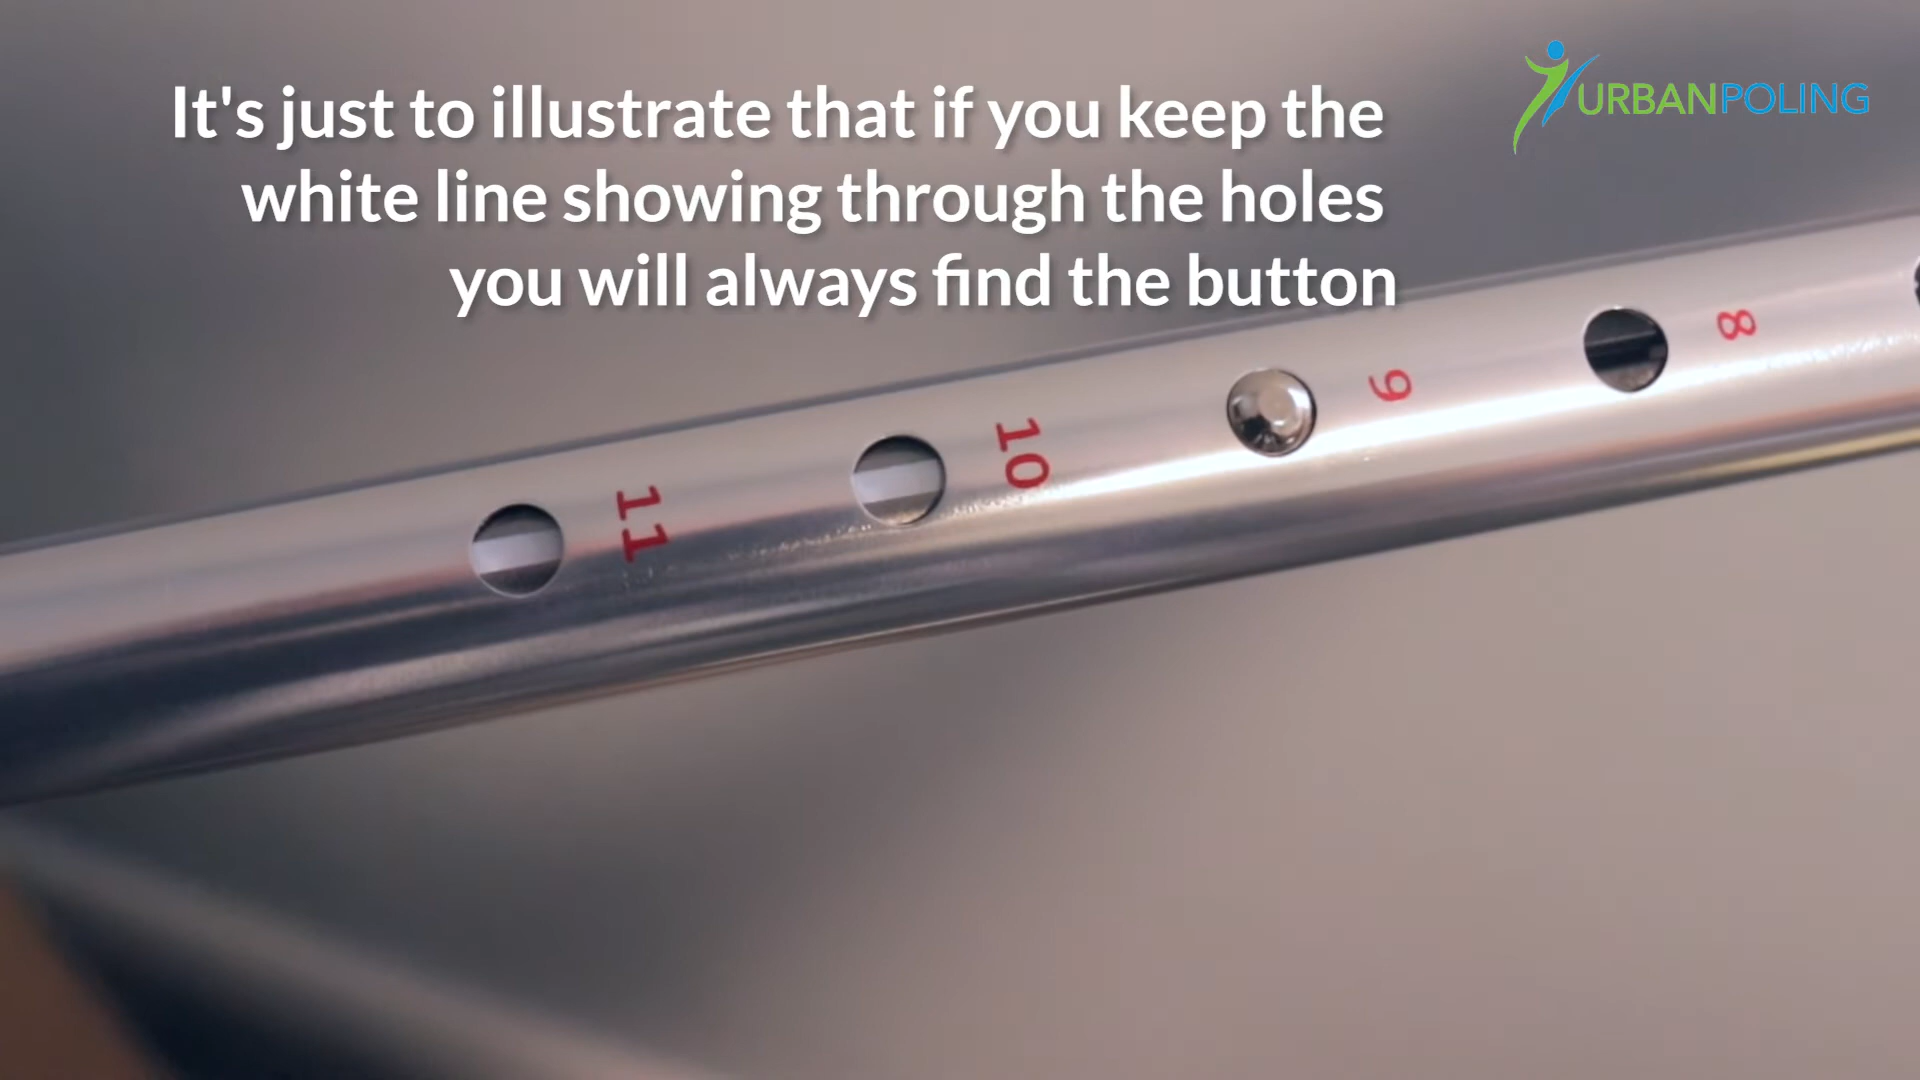 It's just to illustrate that if you keep the
white line showing through the holes
you will always find the button
URBANPOLING
11
10
9
8